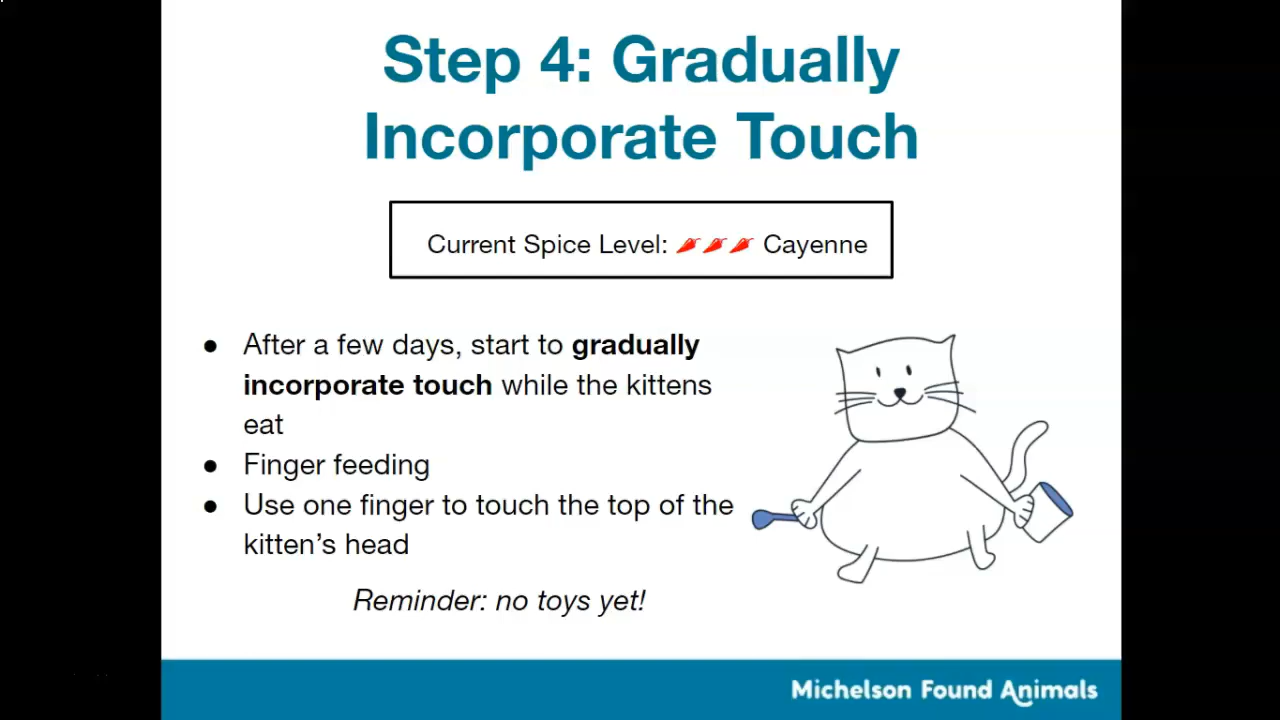 Step 4: Gradually
Incorporate Touch
Current Spice Level: 🌶🌶🌶 Cayenne
● After a few days, start to gradually
incorporate touch while the kittens
eat
● Finger feeding
● Use one finger to touch the top of the
kitten’s head
Reminder: no toys yet!
Michelson Found Animals